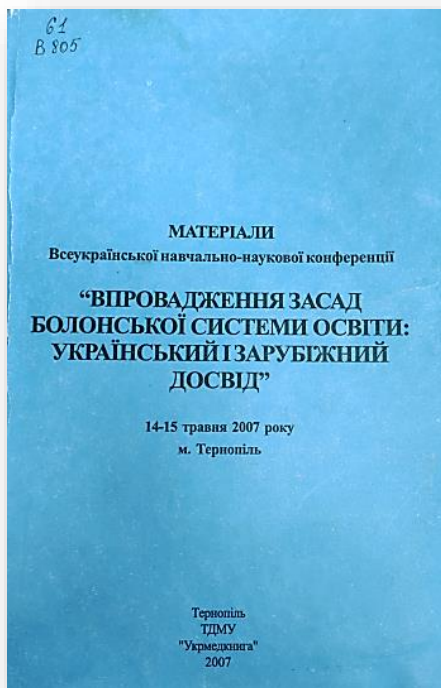 61
В 805
МАТЕРІАЛИ
Всеукраїнської навчально-наукової конференції
“ВПРОВАДЖЕННЯ ЗАСАД
БОЛОНСЬКОЇ СИСТЕМИ ОСВІТИ:
УКРАЇНСЬКИЙ І ЗАРУБІЖНИЙ
ДОСВІД”
14-15 травня 2007 року
м. Тернопіль
Тернопіль
ТДМУ
"Укрмедкнига"
2007